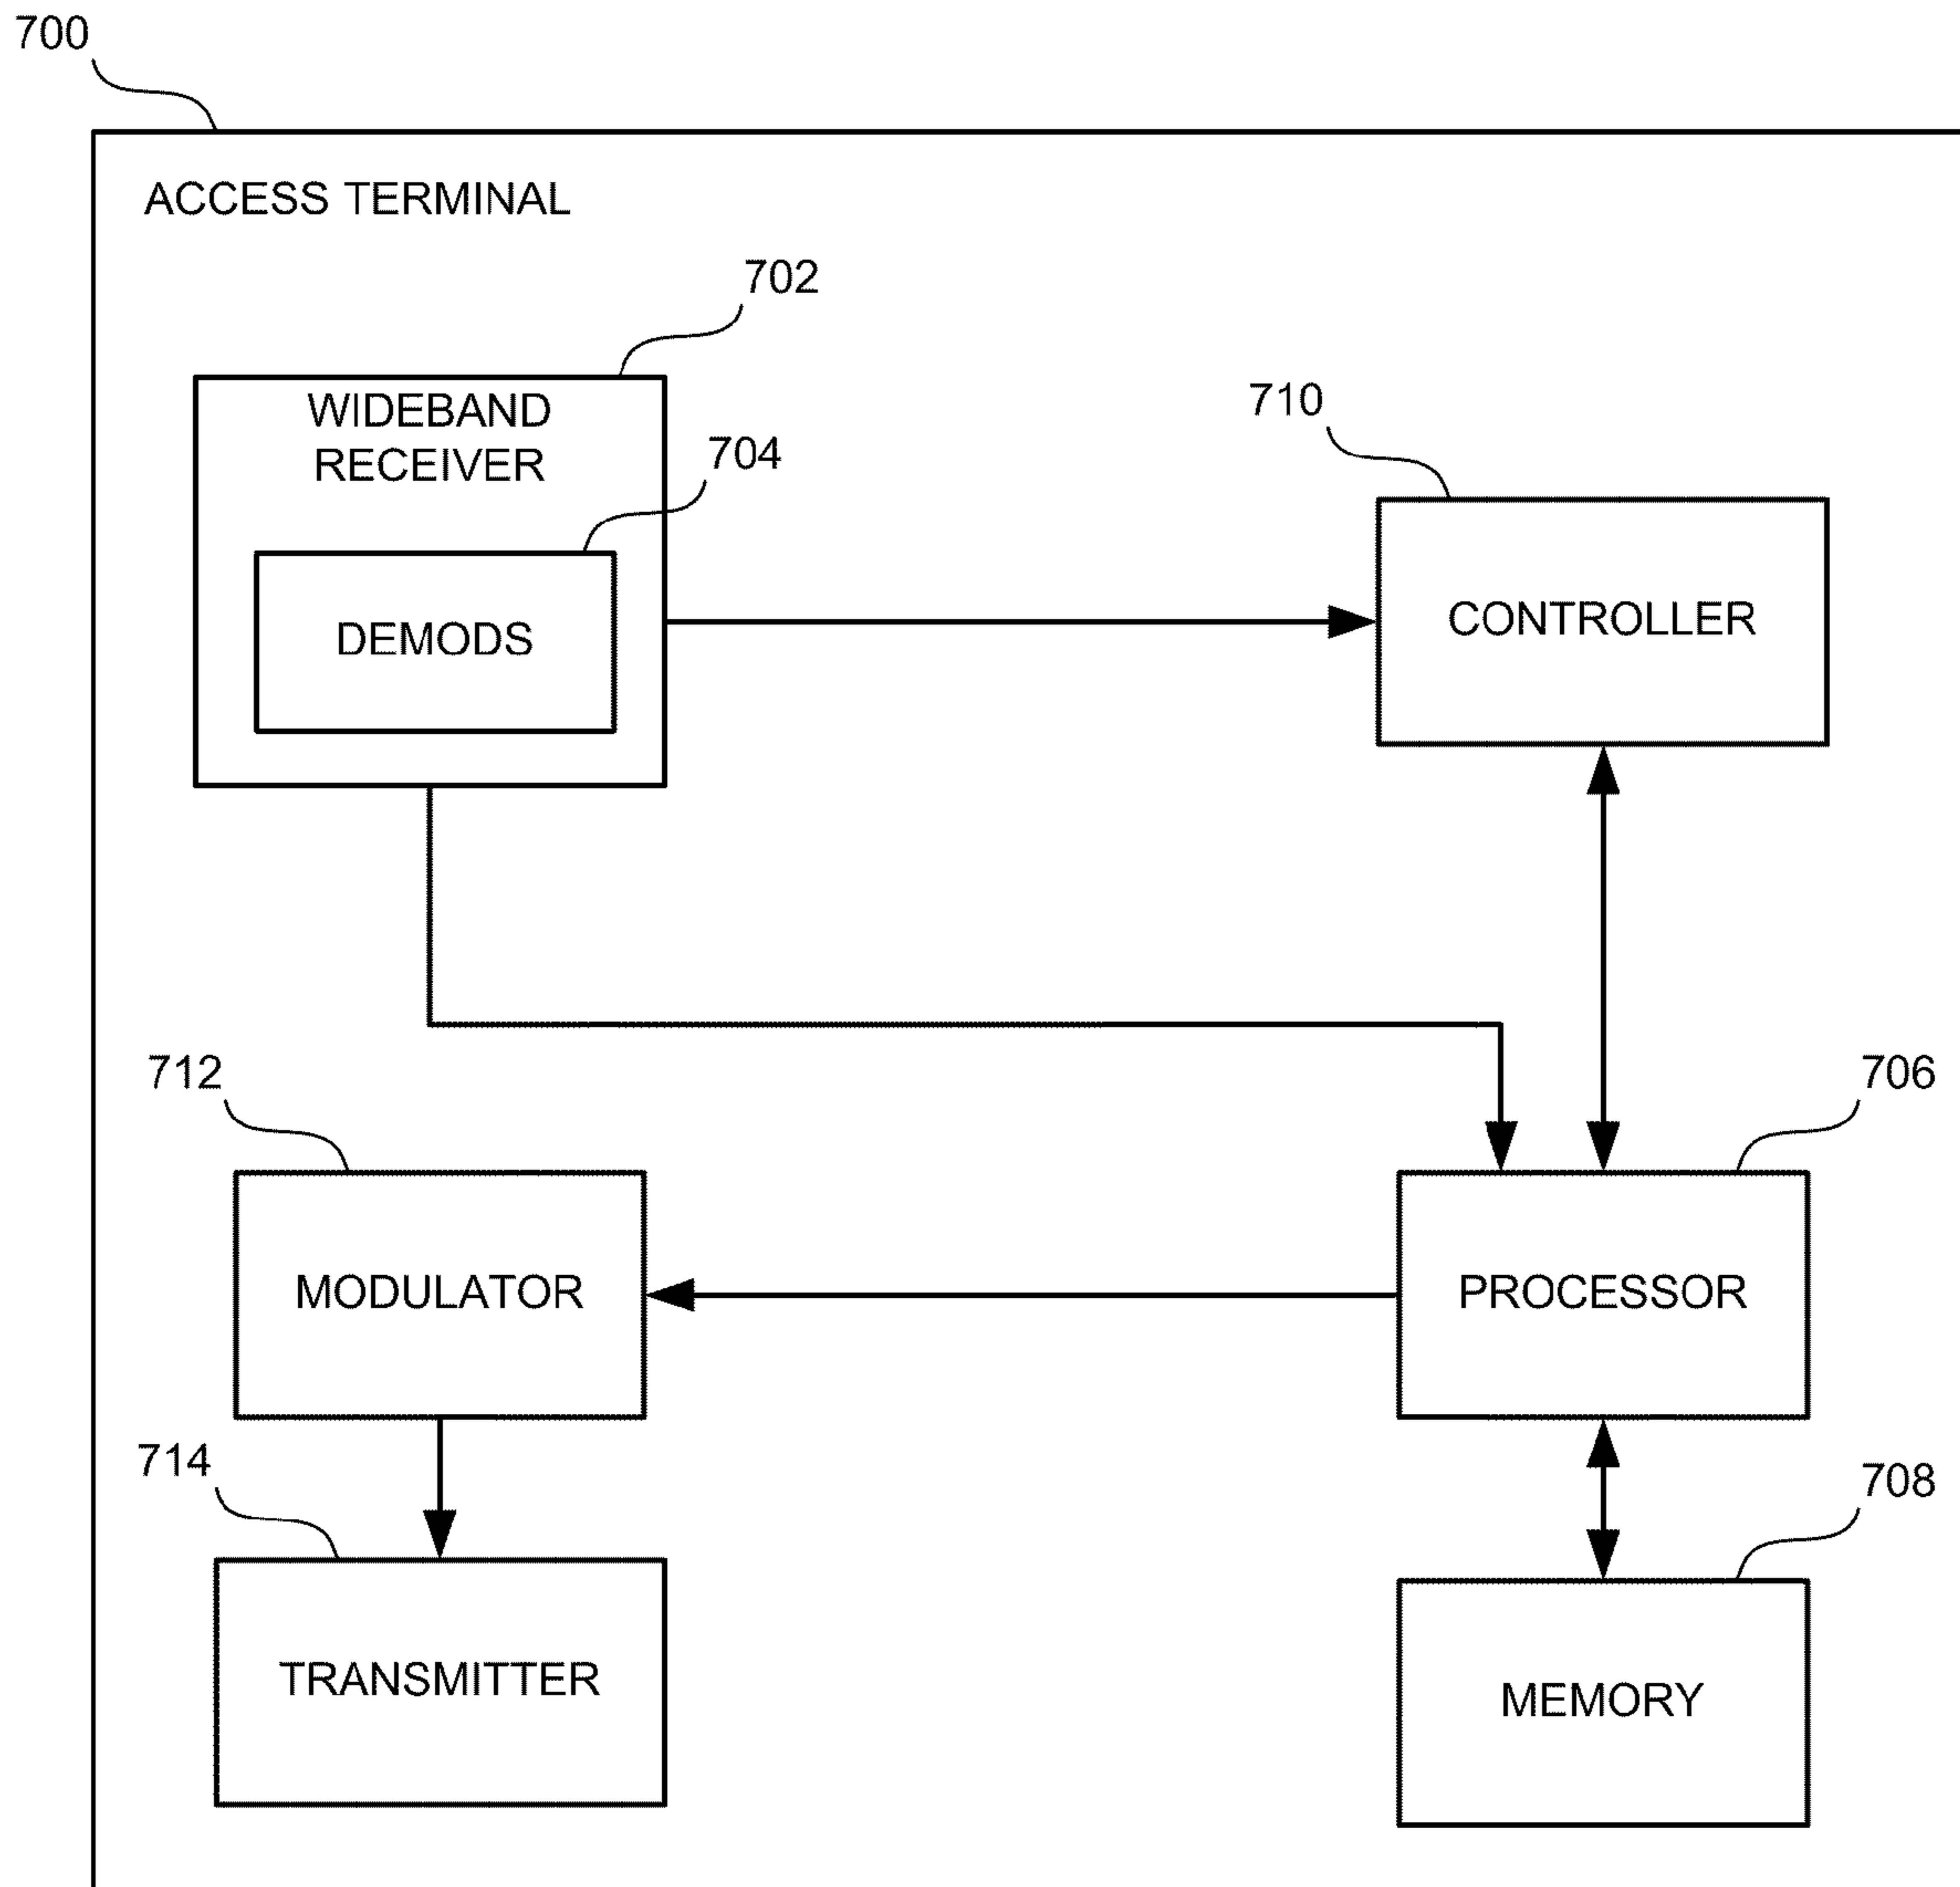 700
ACCESS TERMINAL
702
WIDEBAND
RECEIVER
704
DEMODS
710
CONTROLLER
712
MODULATOR
706
PROCESSOR
714
TRANSMITTER
708
MEMORY